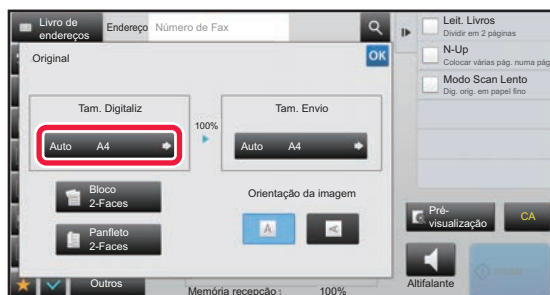 Livro de
endereços
Endereço
Número de Fax
Original
OK
Tam. Digitaliz
Auto A4
100%
Tam. Envio
Auto A4
Bloco
2-Faces
Panfleto
2-Faces
Orientação da imagem
A
A
Outros
Memória recepção: 100%
Leit. Livros
Dividir em 2 páginas
N-Up
Colocar várias pág. numa pág
Modo Scan Lento
Dig. orig. em papel fino
Pré-
visualização
CA
Altifalante